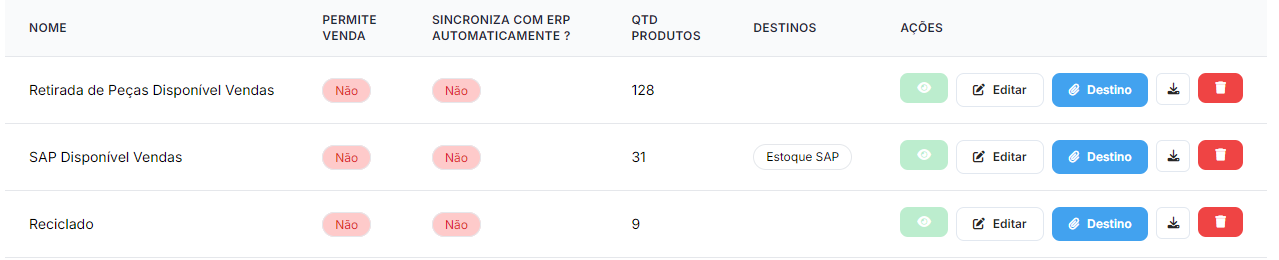 NOME PERMITE VENDA SINCRONIZA COM ERP AUTOMATICAMENTE ? QTD PRODUTOS DESTINOS AÇÕES
Retirada de Peças Disponível Vendas Não Não 128 Editar Destino
SAP Disponível Vendas Não Não 31 Estoque SAP Editar Destino
Reciclado Não Não 9 Editar Destino